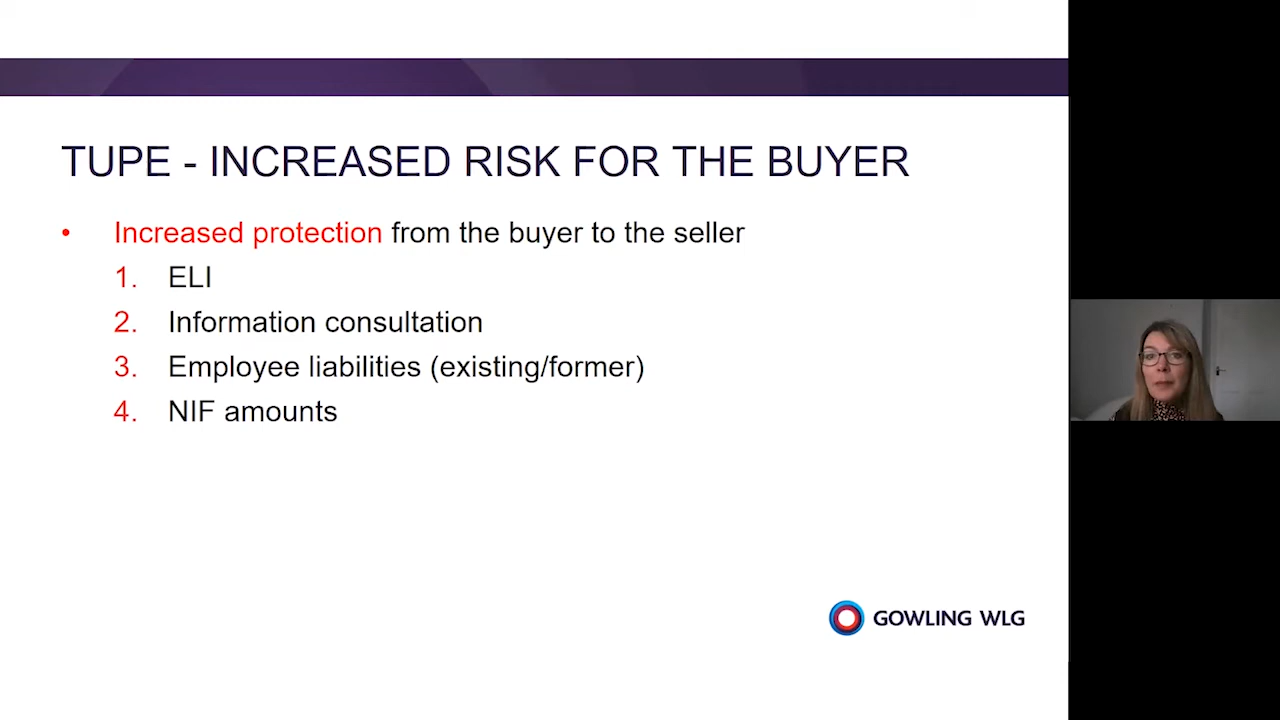 TUPE - INCREASED RISK FOR THE BUYER
• Increased protection from the buyer to the seller
1. ELI
2. Information consultation
3. Employee liabilities (existing/former)
4. NIF amounts
GOWLING WLG